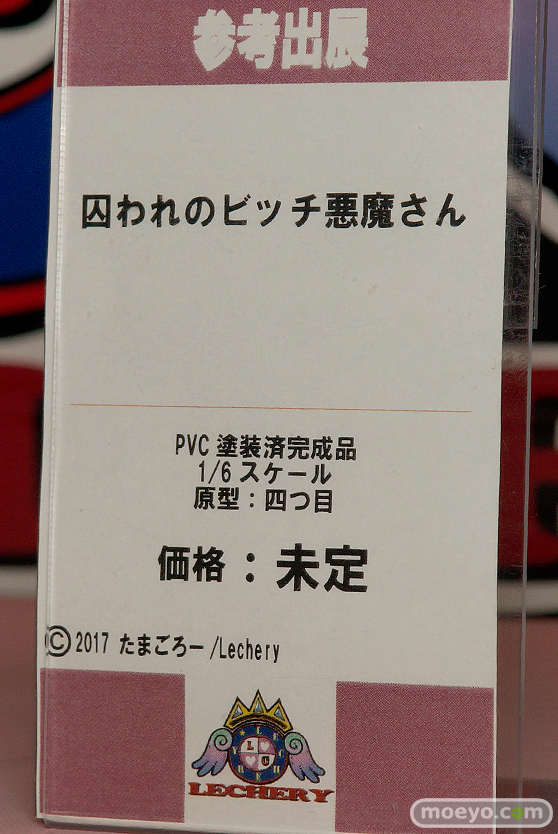 参考出展
囚われのビッチ悪魔さん
PVC 塗装済完成品
1/6 スケール
原型：四つ目
価格：未定
©2017 たまごろー/Lechery
LECHERY
moeyo.com